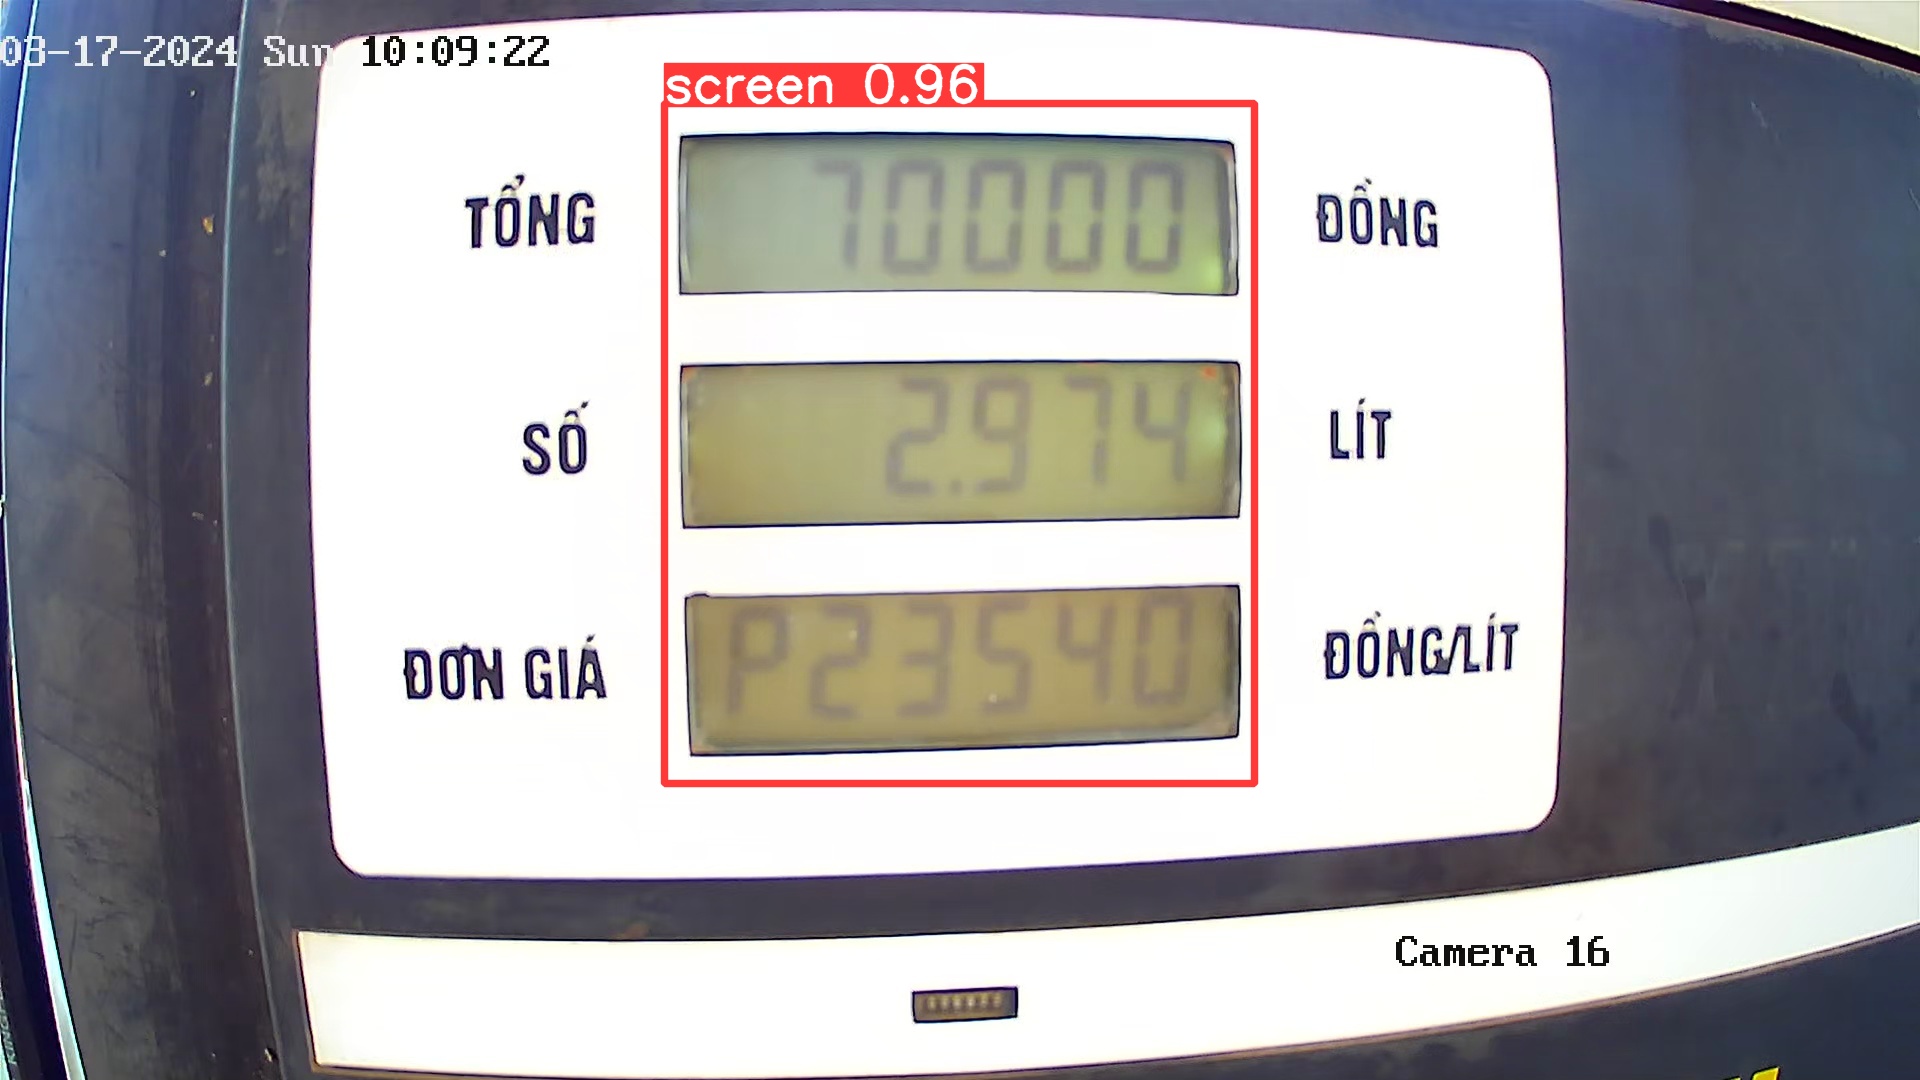 03-17-2024 Sun 10:09:22
screen 0.96
TỔNG 70000 ĐỒNG
SỐ 2.974 LÍT
ĐƠN GIÁ P23540 ĐỒNG/LÍT
Camera 16